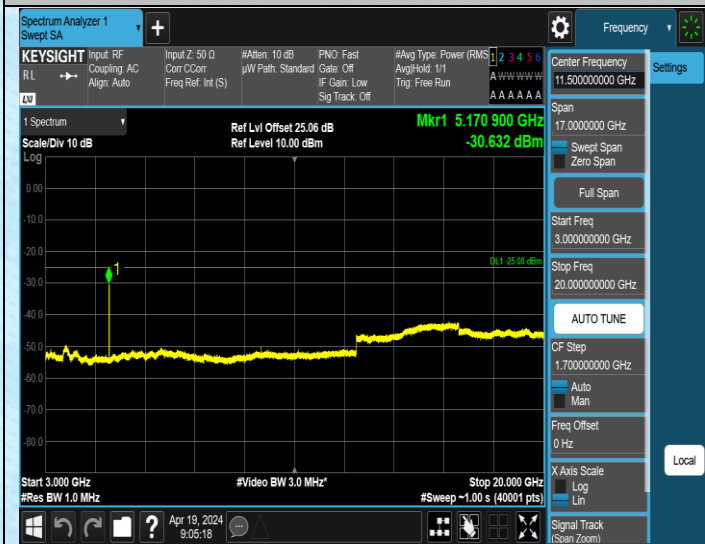 Spectrum Analyzer 1
Swept SA
+
Frequency
KEYSIGHT
RL
LXI
Input: RF
Coupling: AC
Align: Auto
Input Z: 50 Ω
Corr CCorr
Freq Ref: Int (S)
#Atten: 10 dB
µW Path: Standard
PNO: Fast
Gate: Off
IF Gain: Low
Sig Track: Off
#Avg Type: Power (RMS
Avg|Hold: 1/1
Trig: Free Run
1 2 3 4 5 6
A W W W W W
A A A A A A
1 Spectrum
Scale/Div 10 dB
Ref Lvl Offset 25.06 dB
Ref Level 10.00 dBm
Mkr1 5.170 900 GHz
-30.632 dBm
Log
0.00
-10.0
-20.0
-30.0
-40.0
-50.0
-60.0
-70.0
-80.0
1
DL1 -25.00 dBm
Start 3.000 GHz
#Res BW 1.0 MHz
#Video BW 3.0 MHz*
Stop 20.000 GHz
#Sweep ~1.00 s (40001 pts)
Apr 19, 2024
9:05:18
?
Center Frequency
11.500000000 GHz
Span
17.0000000 GHz
Swept Span
Zero Span
Full Span
Start Freq
3.000000000 GHz
Stop Freq
20.000000000 GHz
AUTO TUNE
CF Step
1.700000000 GHz
Auto
Man
Freq Offset
0 Hz
X Axis Scale
Log
Lin
Signal Track
(Span Zoom)
Settings
Local